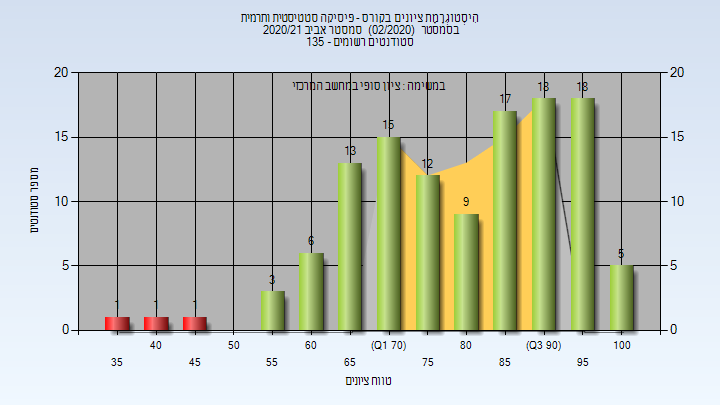 הִיסְטוֹגְרַמַת ציונים בקורס - פיסיקה סטטיסטית ותרמית
בסמסטר (02/2020) סמסטר אביב 2020/21
סטודנטים רשומים - 135
במשימה : ציון סופי במחשב המרכזי
מספר סטודנטים
20 15 10 5 0
20 15 10 5 0
1 1 1 3 6 13 15 12 9 17 18 18 5
35 40 45 50 55 60 65 (Q1 70) 75 80 85 (Q3 90) 95 100
טווח ציונים